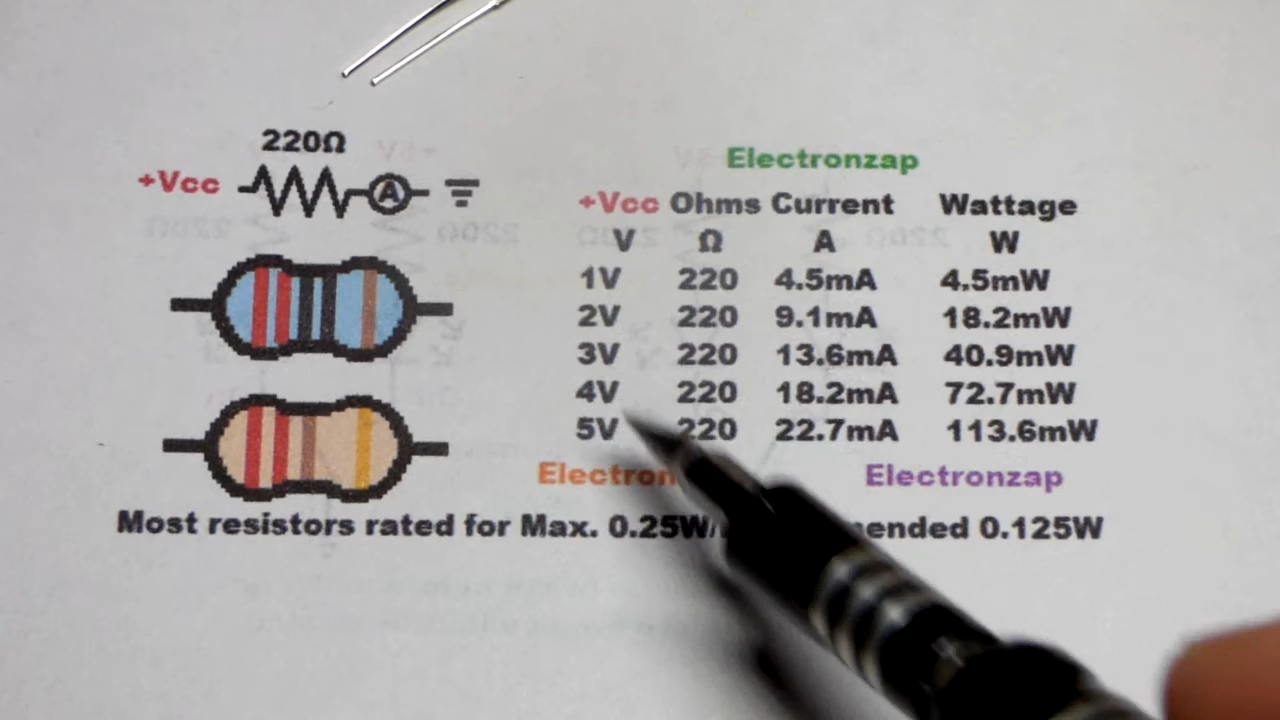 220Ω
+Vcc A
Electronzap
+Vcc Ohms Current Wattage
V Ω A W
1V 220 4.5mA 4.5mW
2V 220 9.1mA 18.2mW
3V 220 13.6mA 40.9mW
4V 220 18.2mA 72.7mW
5V 220 22.7mA 113.6mW
Electron Electronzap
Most resistors rated for Max. 0.25W/ mended 0.125W